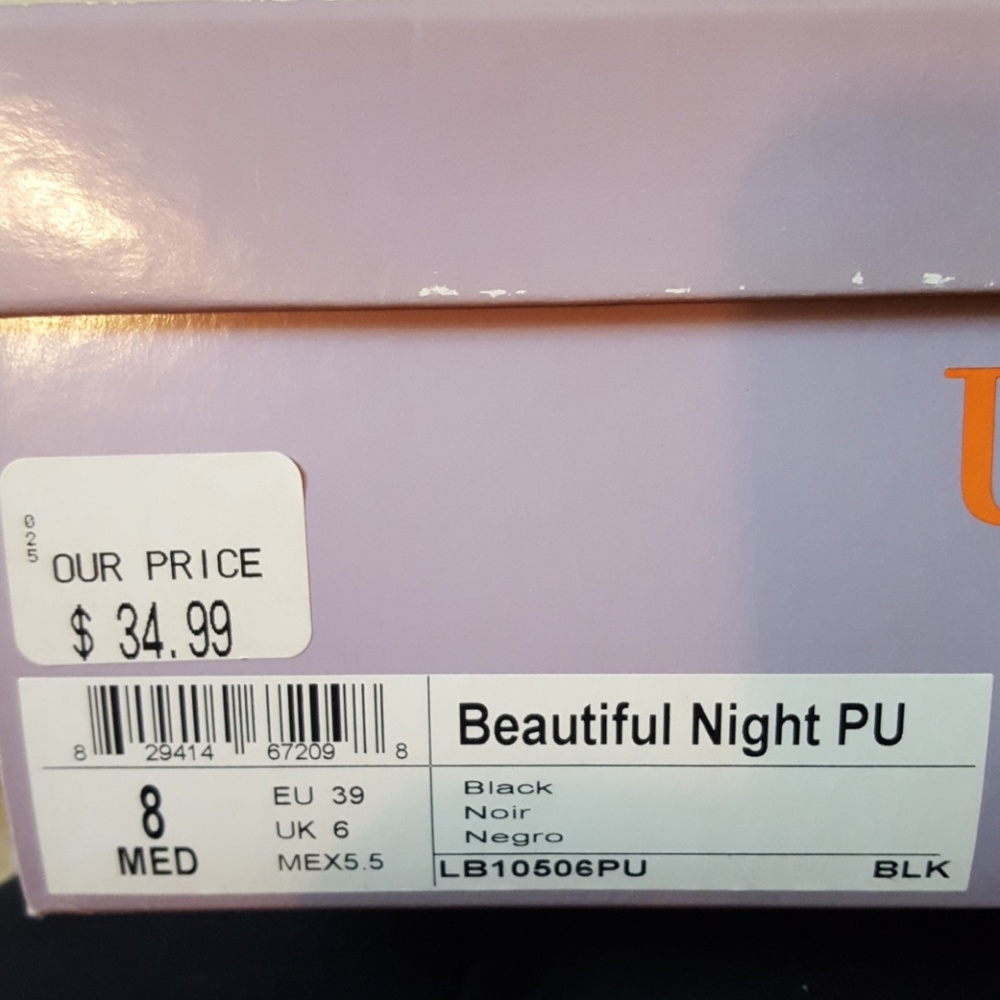 U
025
OUR PRICE
$ 34.99
8 29414 67209 8
Beautiful Night PU
8
MED
EU 39
UK 6
MEX5.5
Black
Noir
Negro
LB10506PU BLK